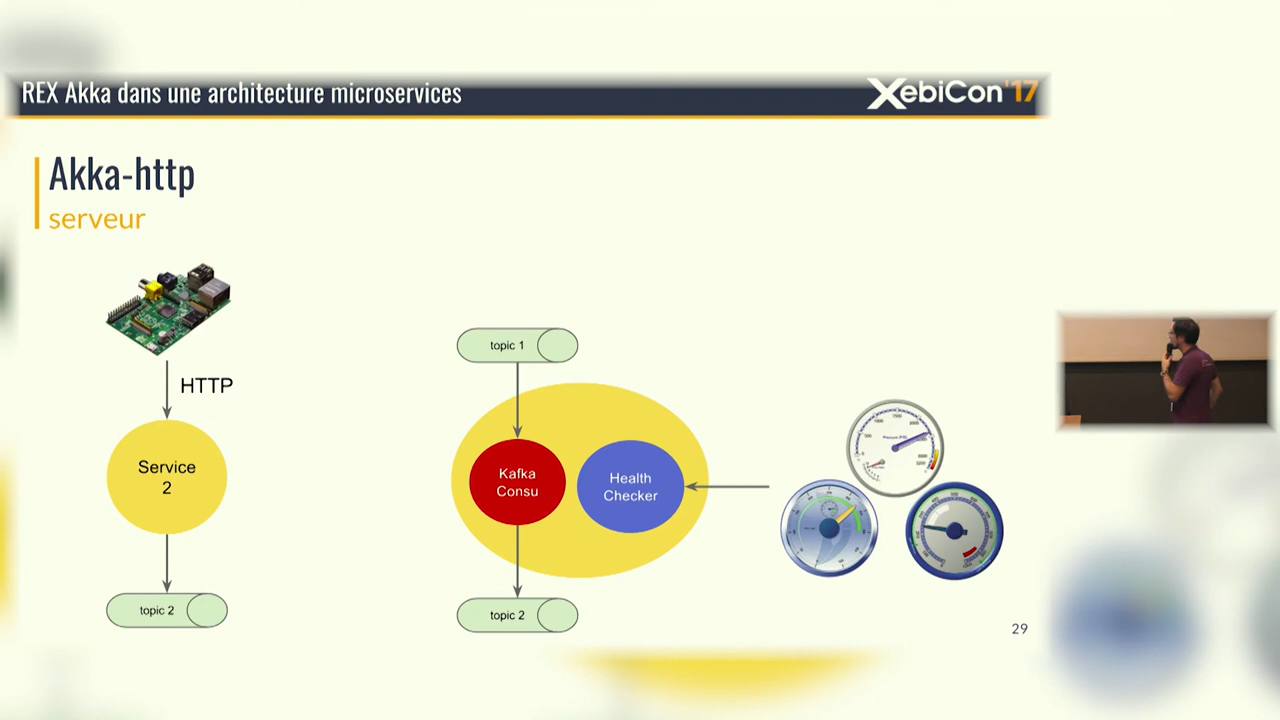 REX Akka dans une architecture microservices
XebiCon'17
Akka-http
serveur
HTTP
Service
2
topic 2
topic 1
Kafka
Consu
Health
Checker
topic 2
29